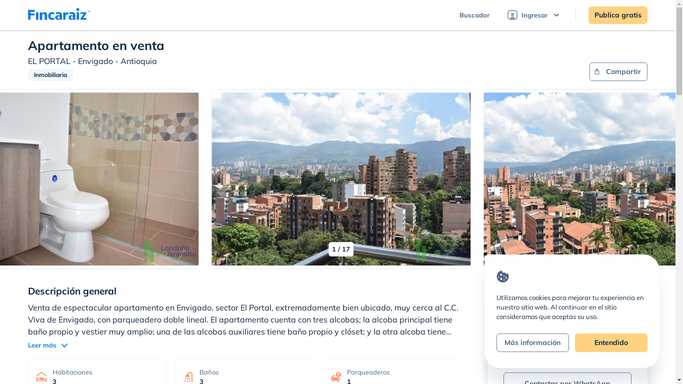 Fincaraiz
Buscador
Ingresar
Publica gratis
Apartamento en venta
EL PORTAL - Envigado - Antioquia
Inmobiliaria
Compartir
1 / 17
Descripción general
Venta de espectacular apartamento en Envigado, sector El Portal, extremadamente bien ubicado, muy cerca al C.C.
Viva de Envigado, con parqueadero doble lineal. El apartamento cuenta con tres alcobas; la alcoba principal tiene
baño propio y vestier muy amplio; una de las alcobas auxiliares tiene baño propio y clóset; y la otra alcoba tiene...
Leer más
Habitaciones
3
Baños
3
Parqueaderos
1
Utilizamos cookies para mejorar tu experiencia en
nuestro sitio web. Al continuar en el sitio
consideramos que aceptas su uso.
Más información
Entendido
Contactar por WhatsApp